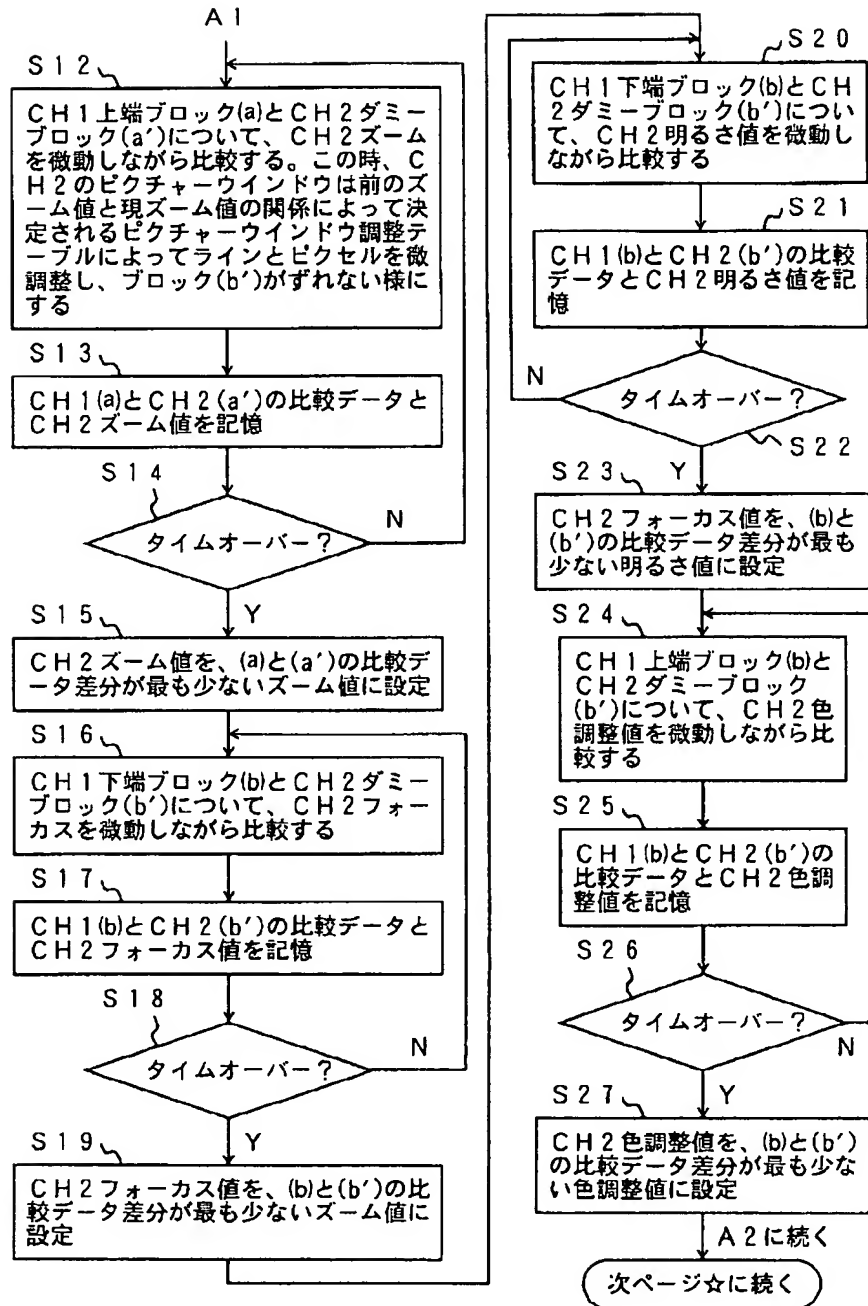 A1
S12
CH1上端ブロック(a)とCH2ダミー
ブロック(a′)について、CH2ズーム
を微動しながら比較する。この時、C
H2のピクチャーウインドウは前のズ
ーム値と現ズーム値の関係によって決
定されるピクチャーウインドウ調整テ
ーブルによってラインとピクセルを微
調整し、ブロック(b′)がずれない様に
する
S13
CH1(a)とCH2(a′)の比較データと
CH2ズーム値を記憶
S14
タイムオーバー?
N
Y
S15
CH2ズーム値を、(a)と(a′)の比較デ
ータ差分が最も少ないズーム値に設定
S16
CH1下端ブロック(b)とCH2ダミー
ブロック(b′)について、CH2フォー
カスを微動しながら比較する
S17
CH1(b)とCH2(b′)の比較データと
CH2フォーカス値を記憶
S18
タイムオーバー?
N
Y
S19
CH2フォーカス値を、(b)と(b′)の比
較データ差分が最も少ないズーム値に
設定
S20
CH1下端ブロック(b)とCH
2ダミーブロック(b′)につい
て、CH2明るさ値を微動し
ながら比較する
S21
CH1(b)とCH2(b′)の比較
データとCH2明るさ値を記
憶
N
タイムオーバー?
S22
Y
S23
CH2フォーカス値を、(b)と
(b′)の比較データ差分が最も
少ない明るさ値に設定
S24
CH1上端ブロック(b)と
CH2ダミーブロック
(b′)について、CH2色
調整値を微動しながら比
較する
S25
CH1(b)とCH2(b′)の
比較データとCH2色調
整値を記憶
S26
タイムオーバー?
N
Y
S27
CH2色調整値を、(b)と(b′)
の比較データ差分が最も少な
い色調整値に設定
A2に続く
次ページ☆に続く